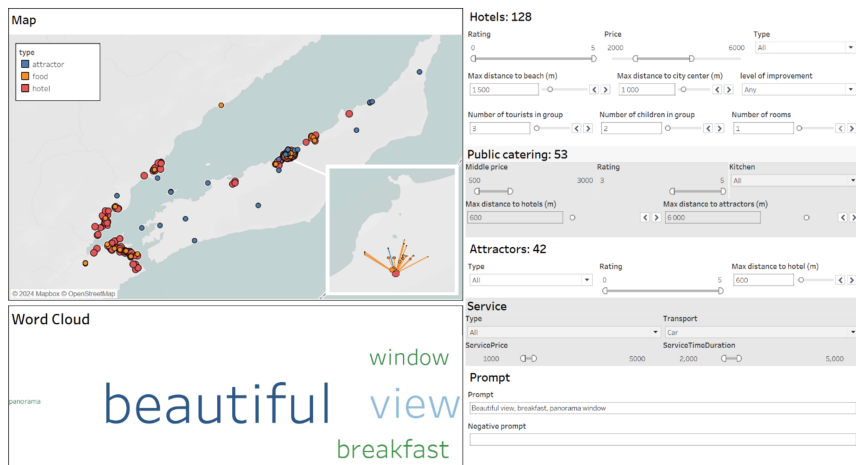 Map
type
attractor
food
hotel
© 2024 Mapbox © OpenStreetMap
Word Cloud
window
panorama
beautiful view
breakfast
Hotels: 128
Rating Price Type
0 5 2000 6000 All
Max distance to beach (m) Max distance to city center (m) level of improvement
1 500 1 000 Any
Number of tourists in group Number of children in group Number of rooms
3 2 1
Public catering: 53
Middle price Rating Kitchen
500 3000 3 5 All
Max distance to hotels (m) Max distance to attractors (m)
600 6 000
Attractors: 42
Type Rating Max distance to hotel (m)
All 0 5 600
Service
Type Transport
All Car
ServicePrice ServiceTimeDuration
1000 5000 2,000 5,000
Prompt
Prompt
Beautiful view, breakfast, panorama window
Negative prompt